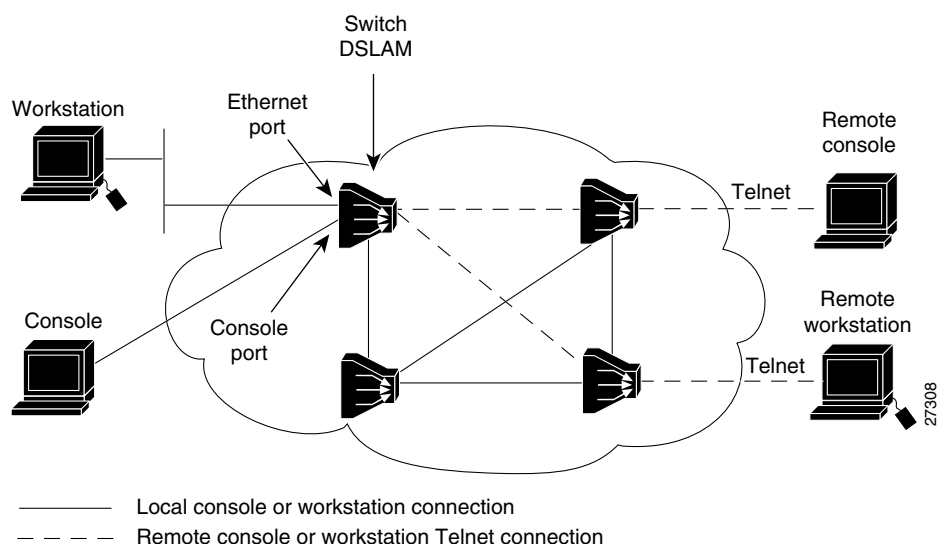 Switch
DSLAM
Workstation
Ethernet
port
Remote
console
Telnet
Console
Console
port
Remote
workstation
Telnet
27308
Local console or workstation connection
Remote console or workstation Telnet connection